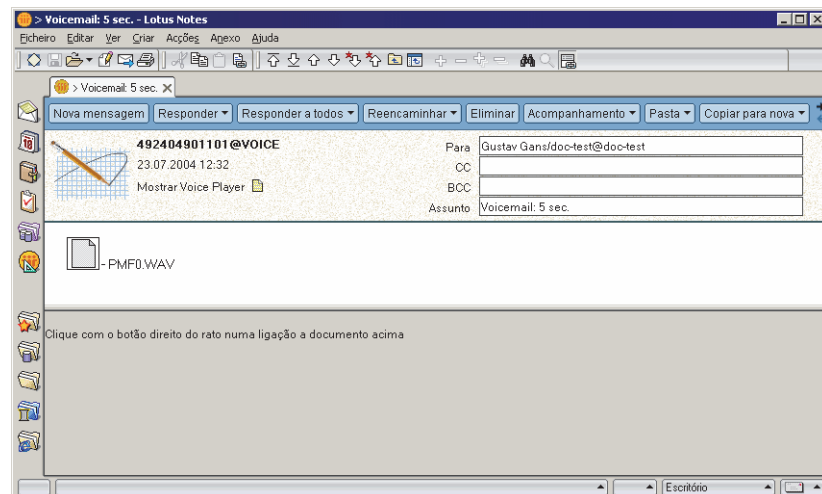 > Voicemail: 5 sec. - Lotus Notes
Ficheiro Editar Ver Criar Acções Anexo Ajuda
> Voicemail: 5 sec.
Nova mensagem Responder Responder a todos Reencaminhar Eliminar Acompanhamento Pasta Copiar para nova
492404901101@VOICE
23.07.2004 12:32
Mostrar Voice Player
Para Gustav Gans/doc-test@doc-test
CC
BCC
Assunto Voicemail: 5 sec.
- PMF0.WAV
Clique com o botão direito do rato numa ligação a documento acima
Escritório